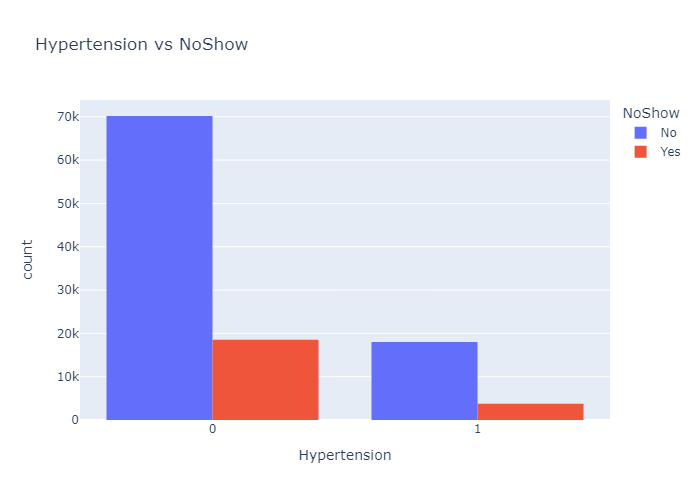 Hypertension vs NoShow
NoShow
No
Yes
70k
60k
50k
40k
30k
20k
10k
0
count
0
1
Hypertension